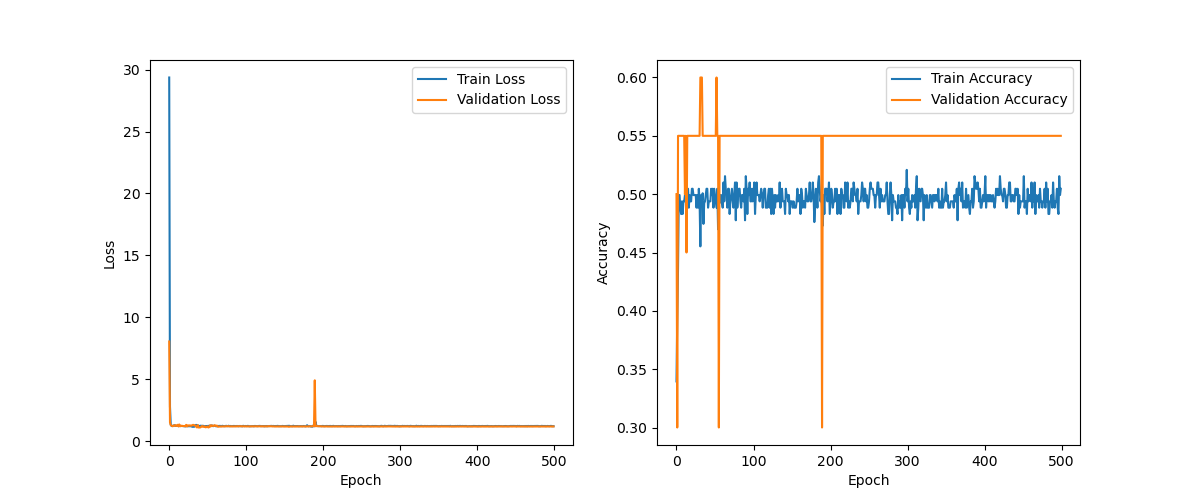 30
25
20
15
10
5
0
Loss
0 100 200 300 400 500
Epoch
Train Loss
Validation Loss
0.60
0.55
0.50
0.45
0.40
0.35
0.30
Accuracy
0 100 200 300 400 500
Epoch
Train Accuracy
Validation Accuracy